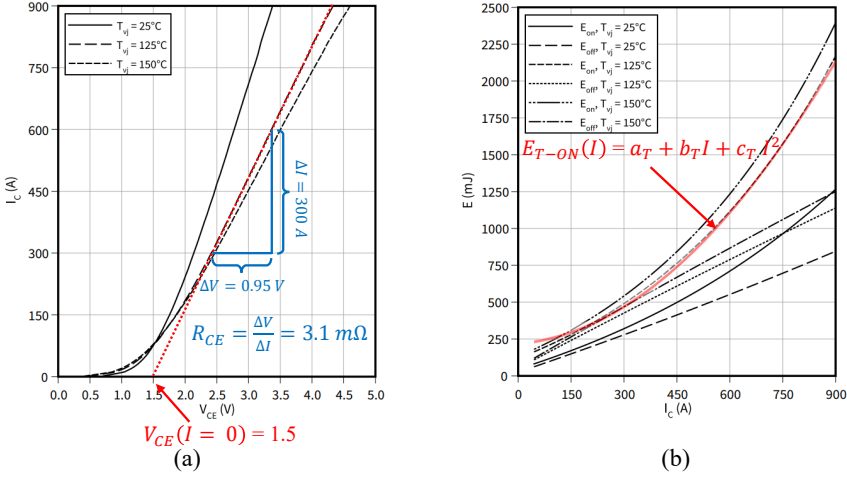 900
750
600
450
300
150
0
I_C (A)
T_vj = 25°C
T_vj = 125°C
T_vj = 150°C
ΔI = 300 A
ΔV = 0.95 V
R_CE = ΔV/ΔI = 3.1 mΩ
0.0 0.5 1.0 1.5 2.0 2.5 3.0 3.5 4.0 4.5 5.0
V_CE (V)
V_CE(I = 0) = 1.5
(a)
2500
2250
2000
1750
1500
1250
1000
750
500
250
0
E (mJ)
E_on, T_vj = 25°C
E_off, T_vj = 25°C
E_on, T_vj = 125°C
E_off, T_vj = 125°C
E_on, T_vj = 150°C
E_off, T_vj = 150°C
E_T-ON(I) = a_T + b_T I + c_T I²
0 150 300 450 600 750 900
I_C (A)
(b)